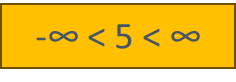 -∞ < 5 < ∞